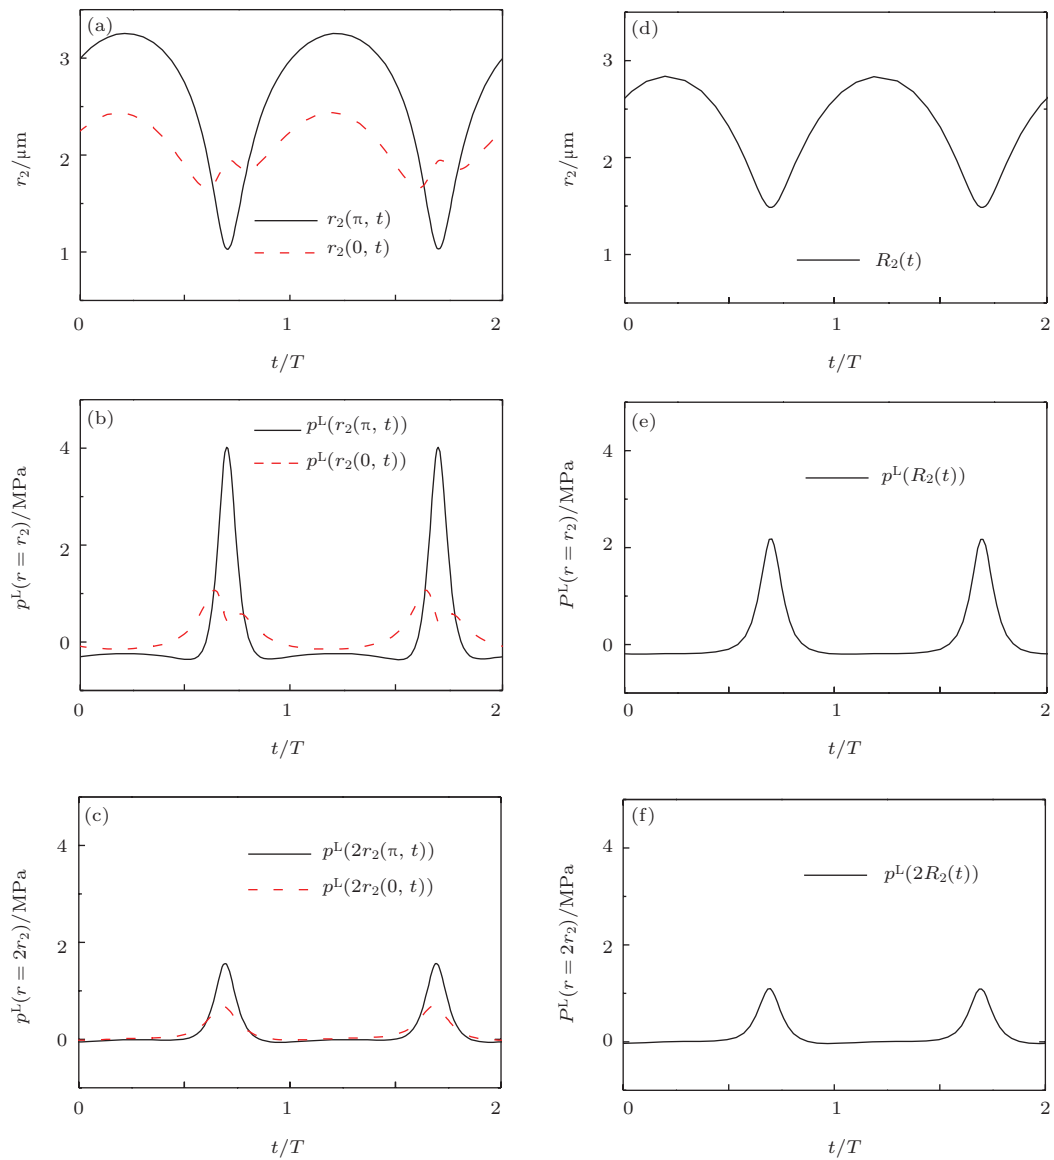 (a)
3
2
1
0
1
2
r₂/μm
r₂(π, t)
r₂(0, t)
t/T
(d)
3
2
1
0
1
2
r₂/μm
R₂(t)
t/T
(b)
4
2
0
0
1
2
pᴸ(r = r₂)/MPa
pᴸ(r₂(π, t))
pᴸ(r₂(0, t))
t/T
(e)
4
2
0
0
1
2
Pᴸ(r = r₂)/MPa
pᴸ(R₂(t))
t/T
(c)
4
2
0
0
1
2
pᴸ(r = 2r₂)/MPa
pᴸ(2r₂(π, t))
pᴸ(2r₂(0, t))
t/T
(f)
4
2
0
0
1
2
Pᴸ(r = 2r₂)/MPa
pᴸ(2R₂(t))
t/T